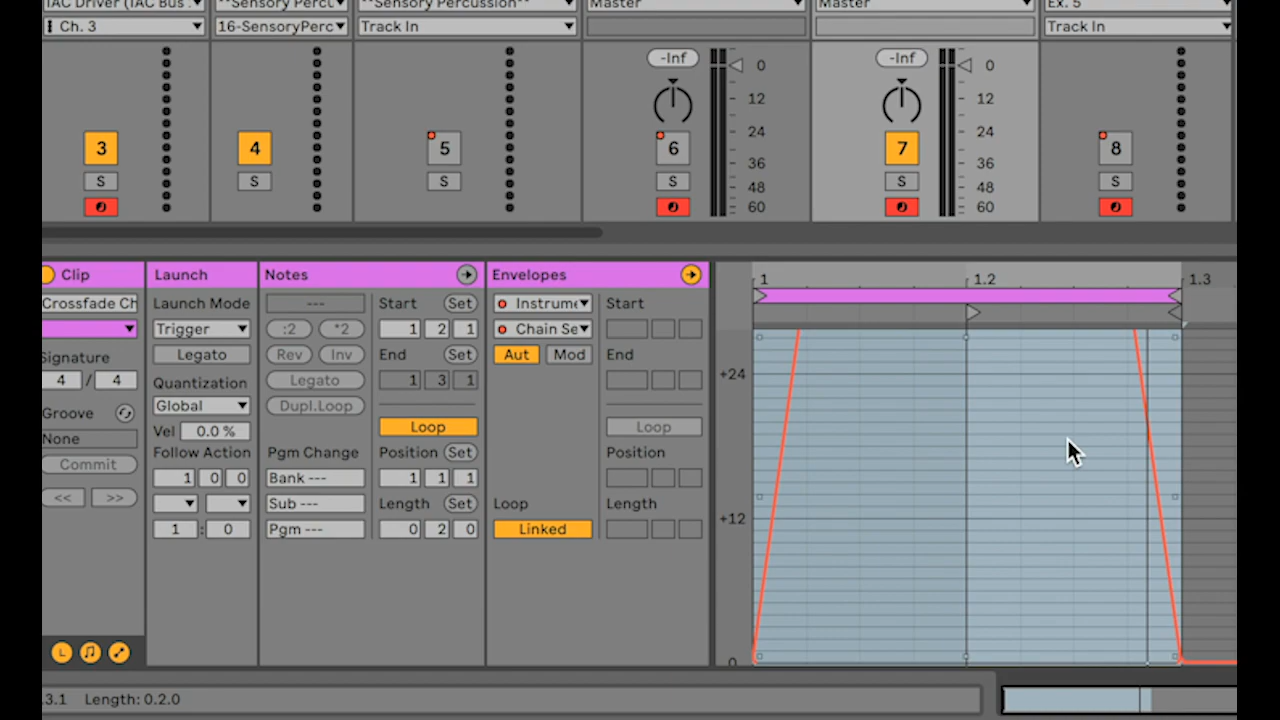 IAC Driver (IAC Bus **Sensory Percu **Sensory Percussion** Master Master Ex. 5
Ch. 3 16-SensoryPerc Track In Track In
-Inf 0 -Inf 0
12 12
24 24
3 4 5 6 7 8
36 36
S S S S S S
48 48
60 60
Clip Launch Notes Envelopes 1 1.2 1.3
Crossfade Ch Launch Mode --- Start Set Instrume Start
Trigger :2 *2 1 2 1 Chain Se
Signature Legato Rev Inv End Set Aut Mod End
4 / 4 Quantization Legato 1 3 1 +24
Global Dupl.Loop
Groove Vel 0.0 % Loop Loop
None Follow Action Pgm Change Position Set Position
Commit 1 0 0 Bank --- 1 1 1
<< >> Sub --- Length Set Loop Length
1 : 0 Pgm --- 0 2 0 Linked +12
L 0
.3.1 Length: 0.2.0